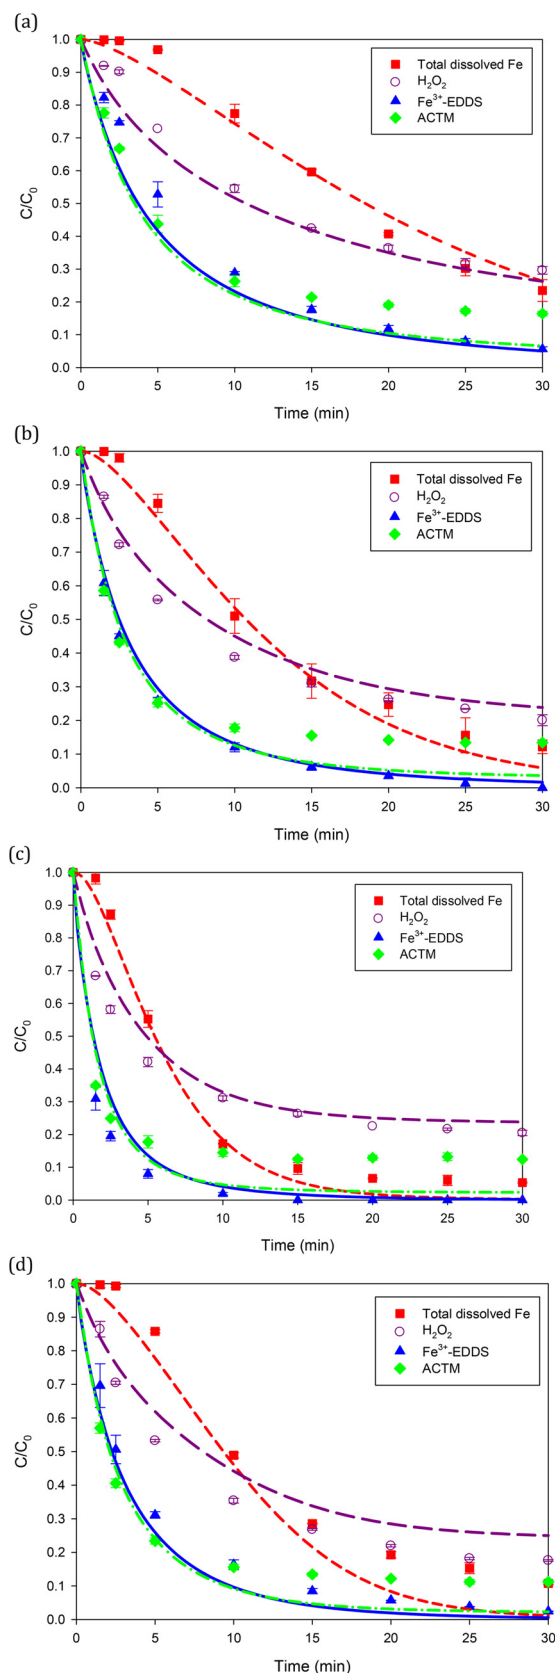 (a)
1.0
0.9
0.8
0.7
0.6
0.5
0.4
0.3
0.2
0.1
0.0
C/C₀
Total dissolved Fe
H₂O₂
Fe³⁺-EDDS
ACTM
0 5 10 15 20 25 30
Time (min)
(b)
1.0
0.9
0.8
0.7
0.6
0.5
0.4
0.3
0.2
0.1
0.0
C/C₀
Total dissolved Fe
H₂O₂
Fe³⁺-EDDS
ACTM
0 5 10 15 20 25 30
Time (min)
(c)
1.0
0.9
0.8
0.7
0.6
0.5
0.4
0.3
0.2
0.1
0.0
C/C₀
Total dissolved Fe
H₂O₂
Fe³⁺-EDDS
ACTM
0 5 10 15 20 25 30
Time (min)
(d)
1.0
0.9
0.8
0.7
0.6
0.5
0.4
0.3
0.2
0.1
0.0
C/C₀
Total dissolved Fe
H₂O₂
Fe³⁺-EDDS
ACTM
0 5 10 15 20 25 30
Time (min)